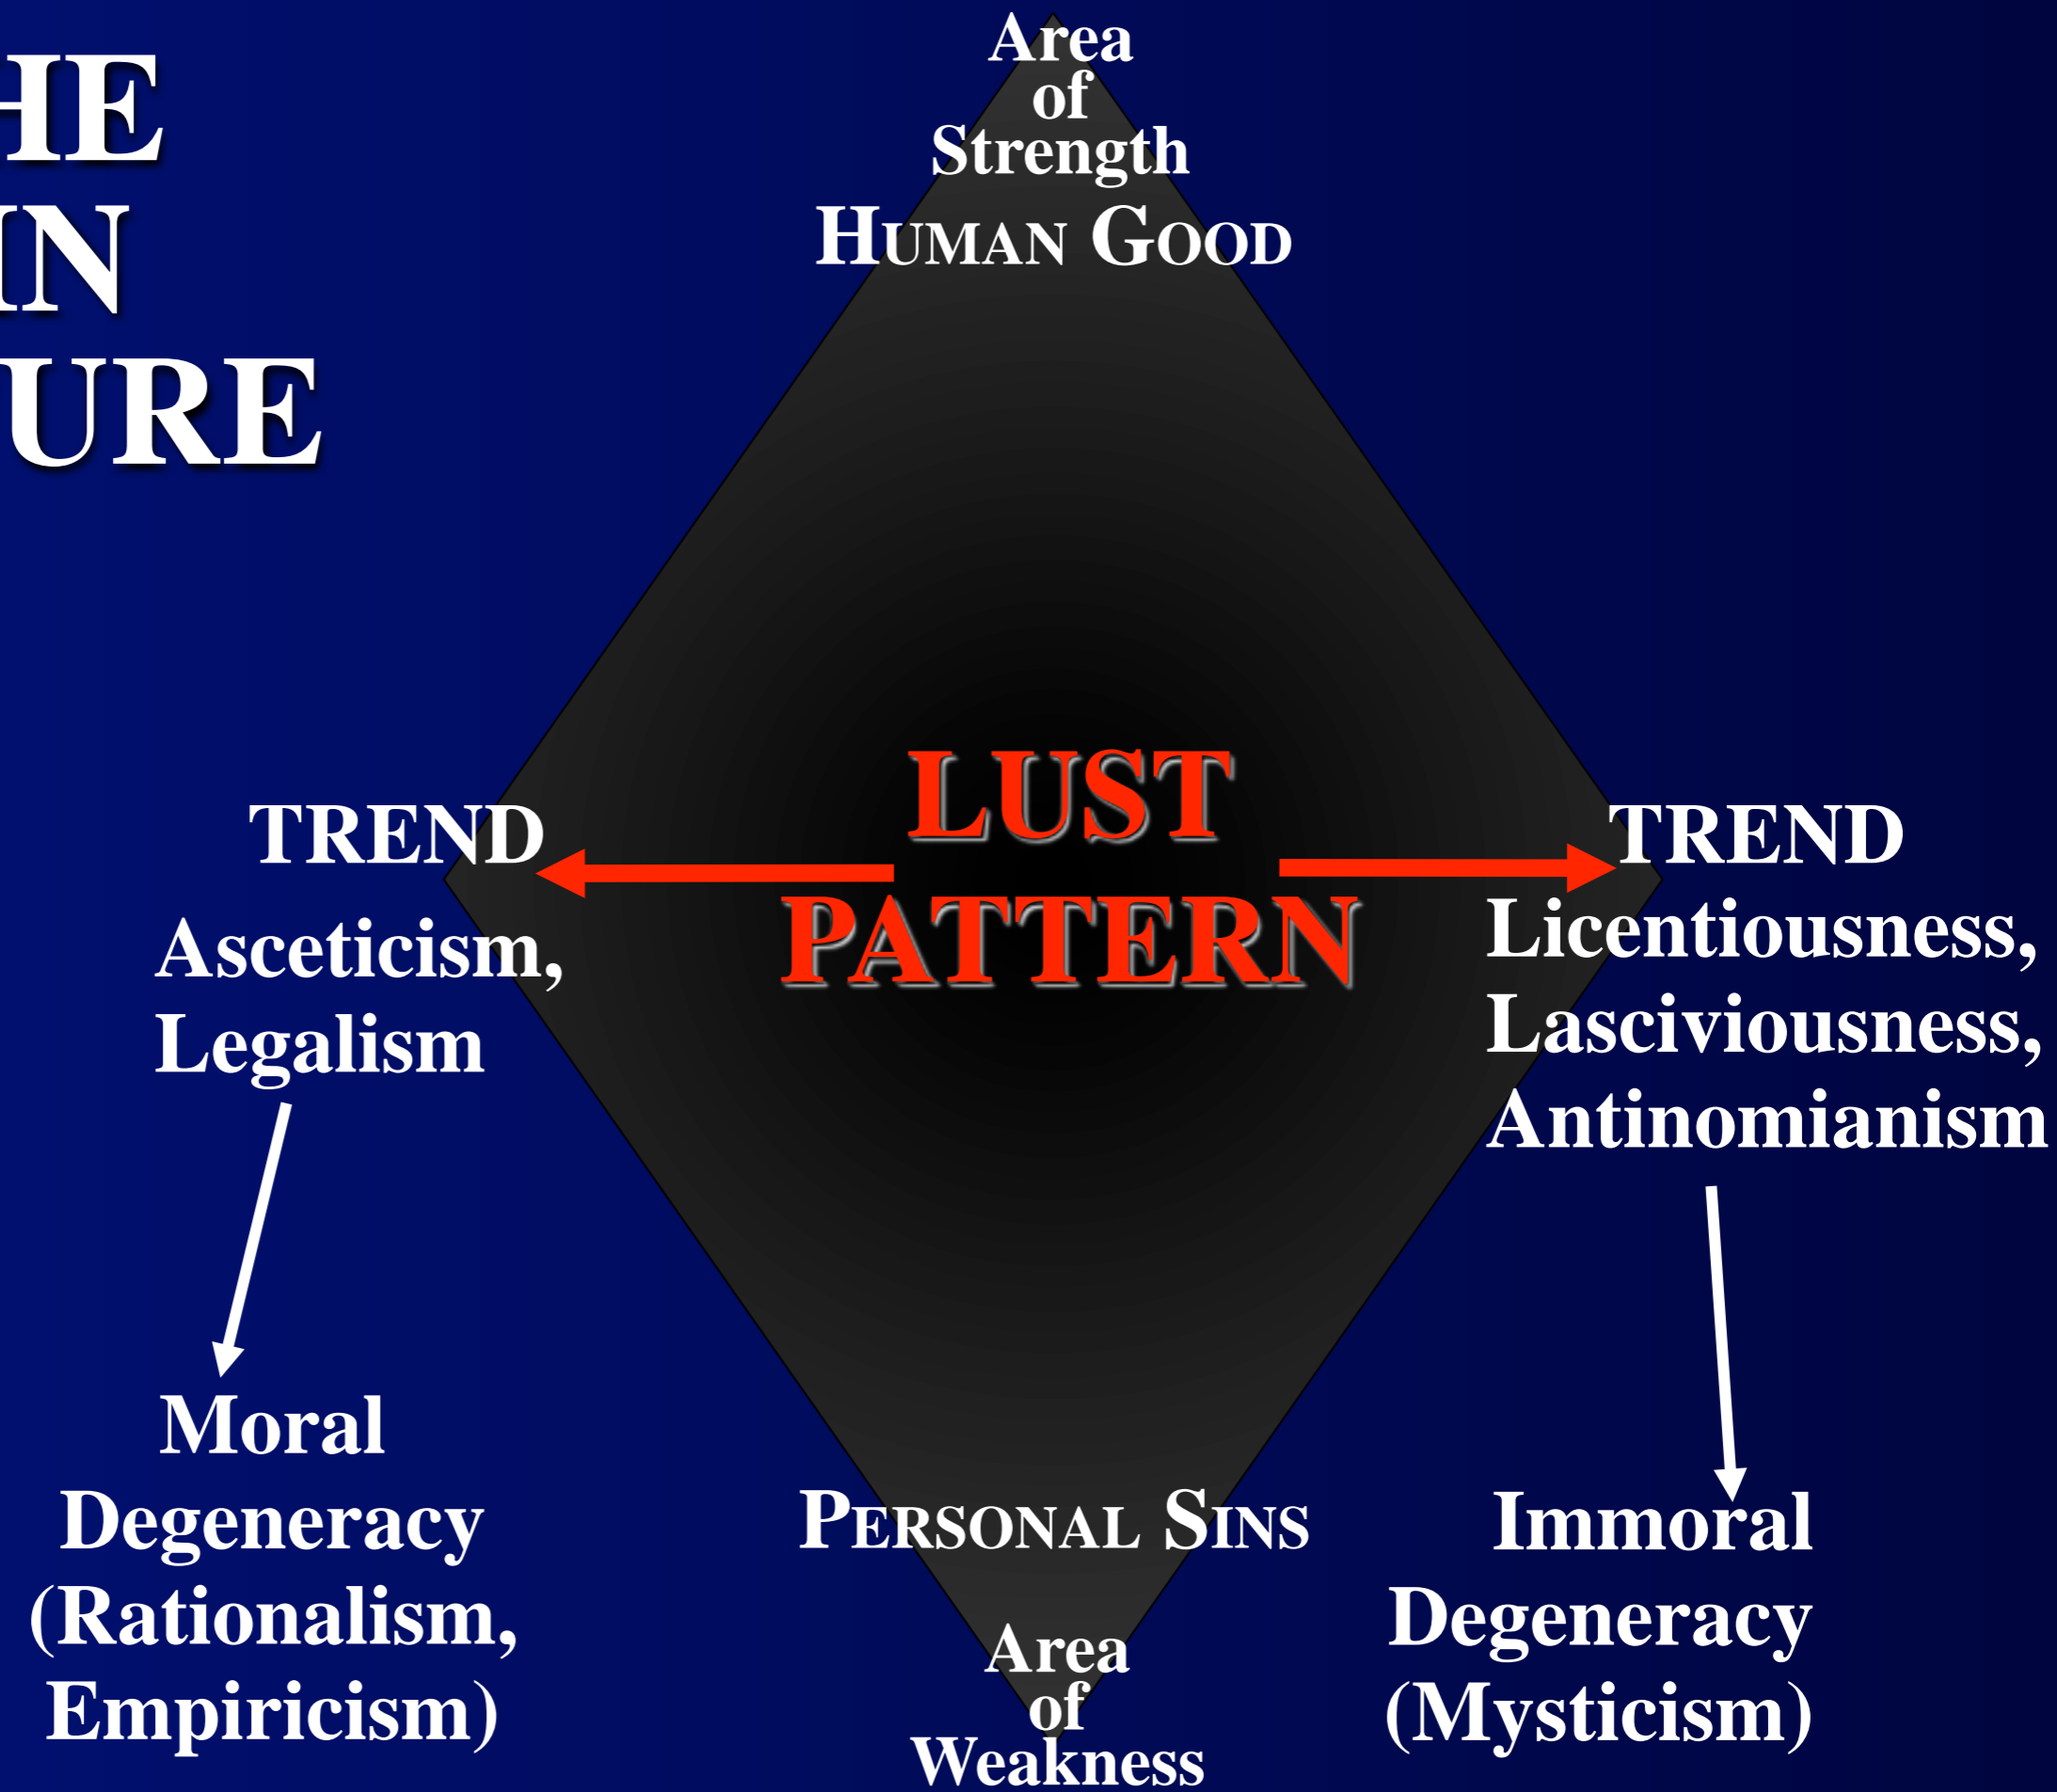 HE
IN
URE
Area
of
Strength
HUMAN GOOD
LUST
PATTERN
TREND
Asceticism,
Legalism
Moral
Degeneracy
(Rationalism,
Empiricism)
TREND
Licentiousness,
Lasciviousness,
Antinomianism
Immoral
Degeneracy
(Mysticism)
PERSONAL SINS
Area
of
Weakness